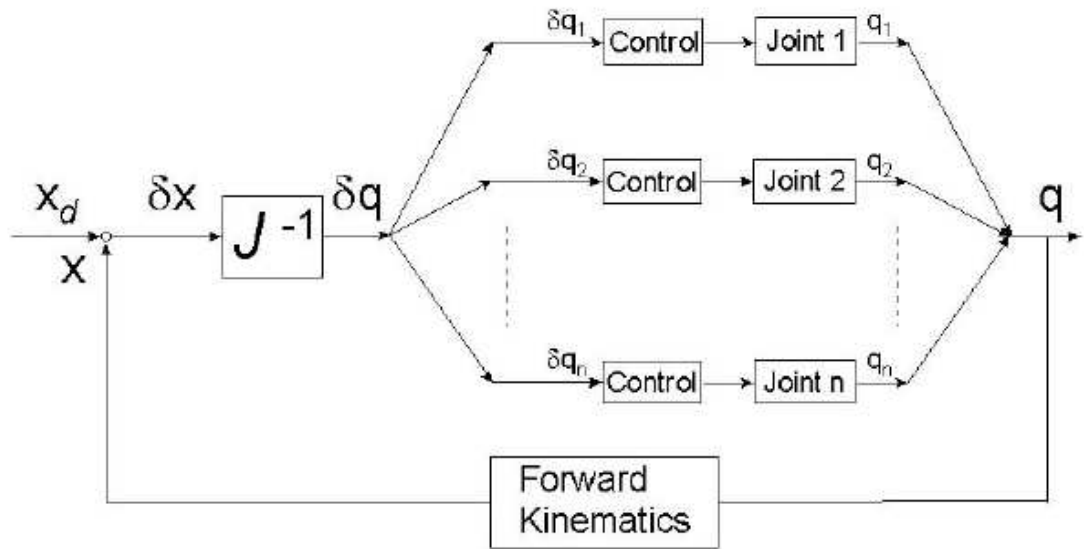 δq₁ Control Joint 1 q₁
δq₂ Control Joint 2 q₂
x_d δx J⁻¹ δq q
x
δqₙ Control Joint n qₙ
Forward
Kinematics